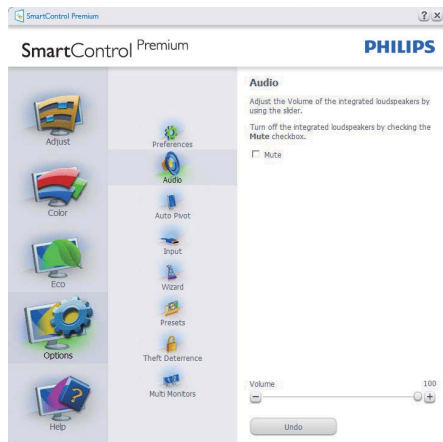 SmartControl Premium
SmartControl Premium
PHILIPS
Adjust
Color
Eco
Options
Help
Preferences
Audio
Auto Pivot
Input
Wizard
Presets
Theft Deterrence
Multi Monitors
Audio
Adjust the Volume of the integrated loudspeakers by
using the slider.
Turn off the integrated loudspeakers by checking the
Mute checkbox.
Mute
Volume 100
Undo